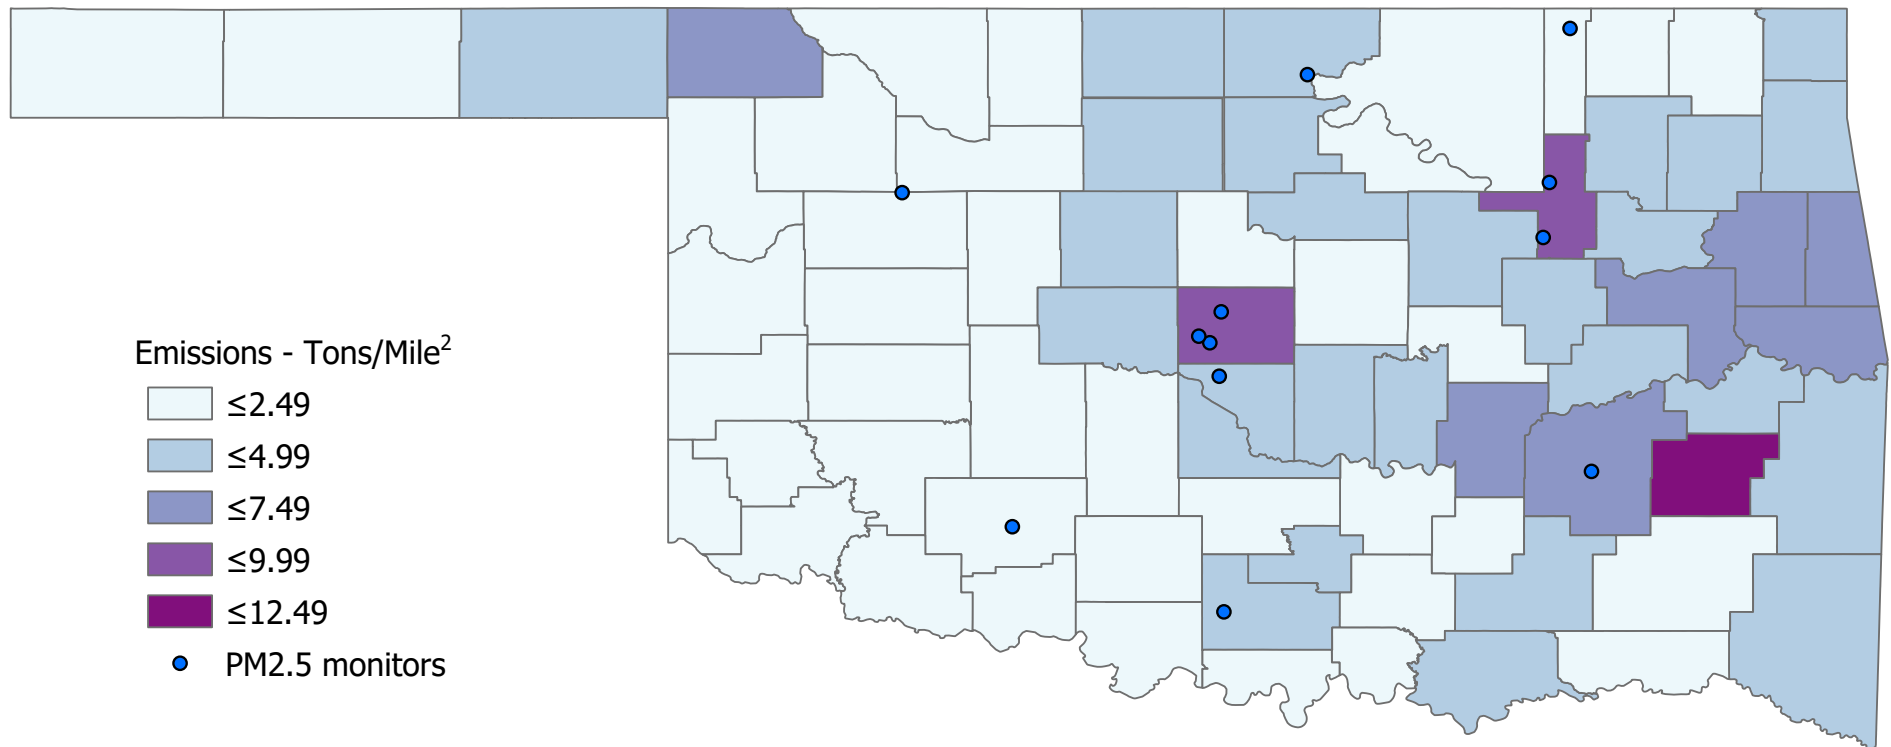 Emissions - Tons/Mile²
≤2.49
≤4.99
≤7.49
≤9.99
≤12.49
PM2.5 monitors